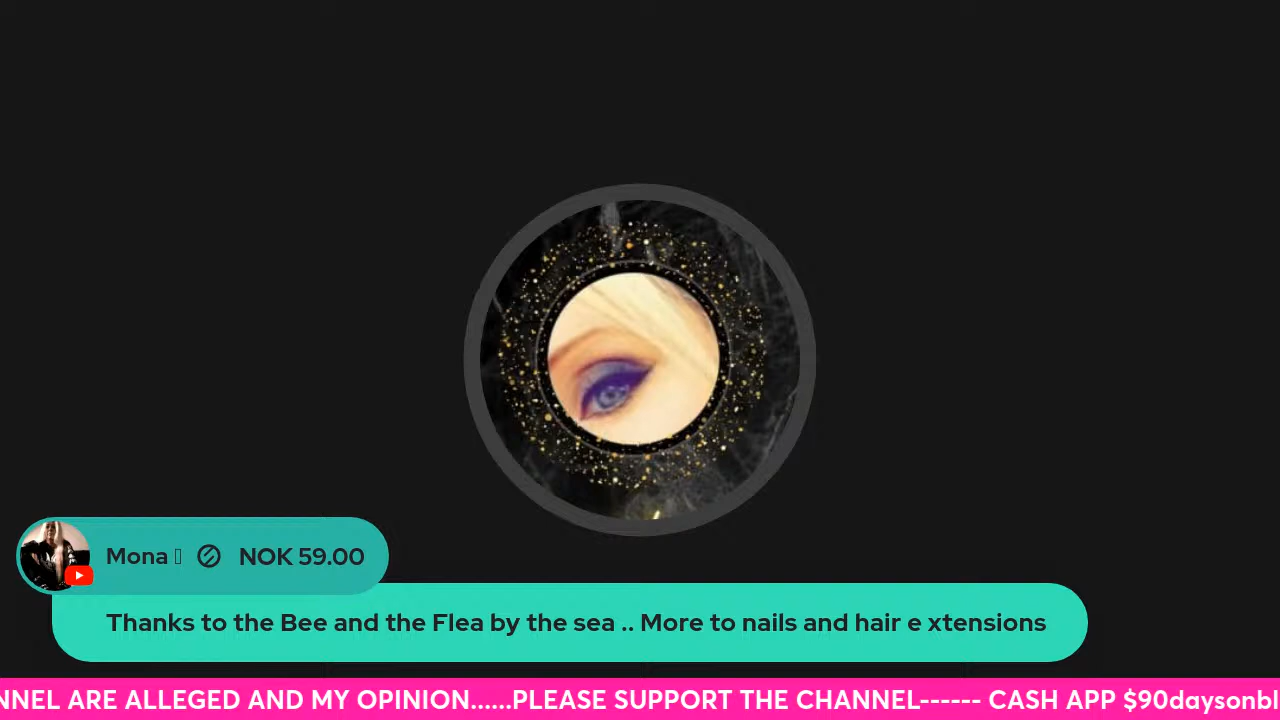 Mona
NOK 59.00
Thanks to the Bee and the Flea by the sea .. More to nails and hair e xtensions
NNEL ARE ALLEGED AND MY OPINION......PLEASE SUPPORT THE CHANNEL------ CASH APP $90daysonbl